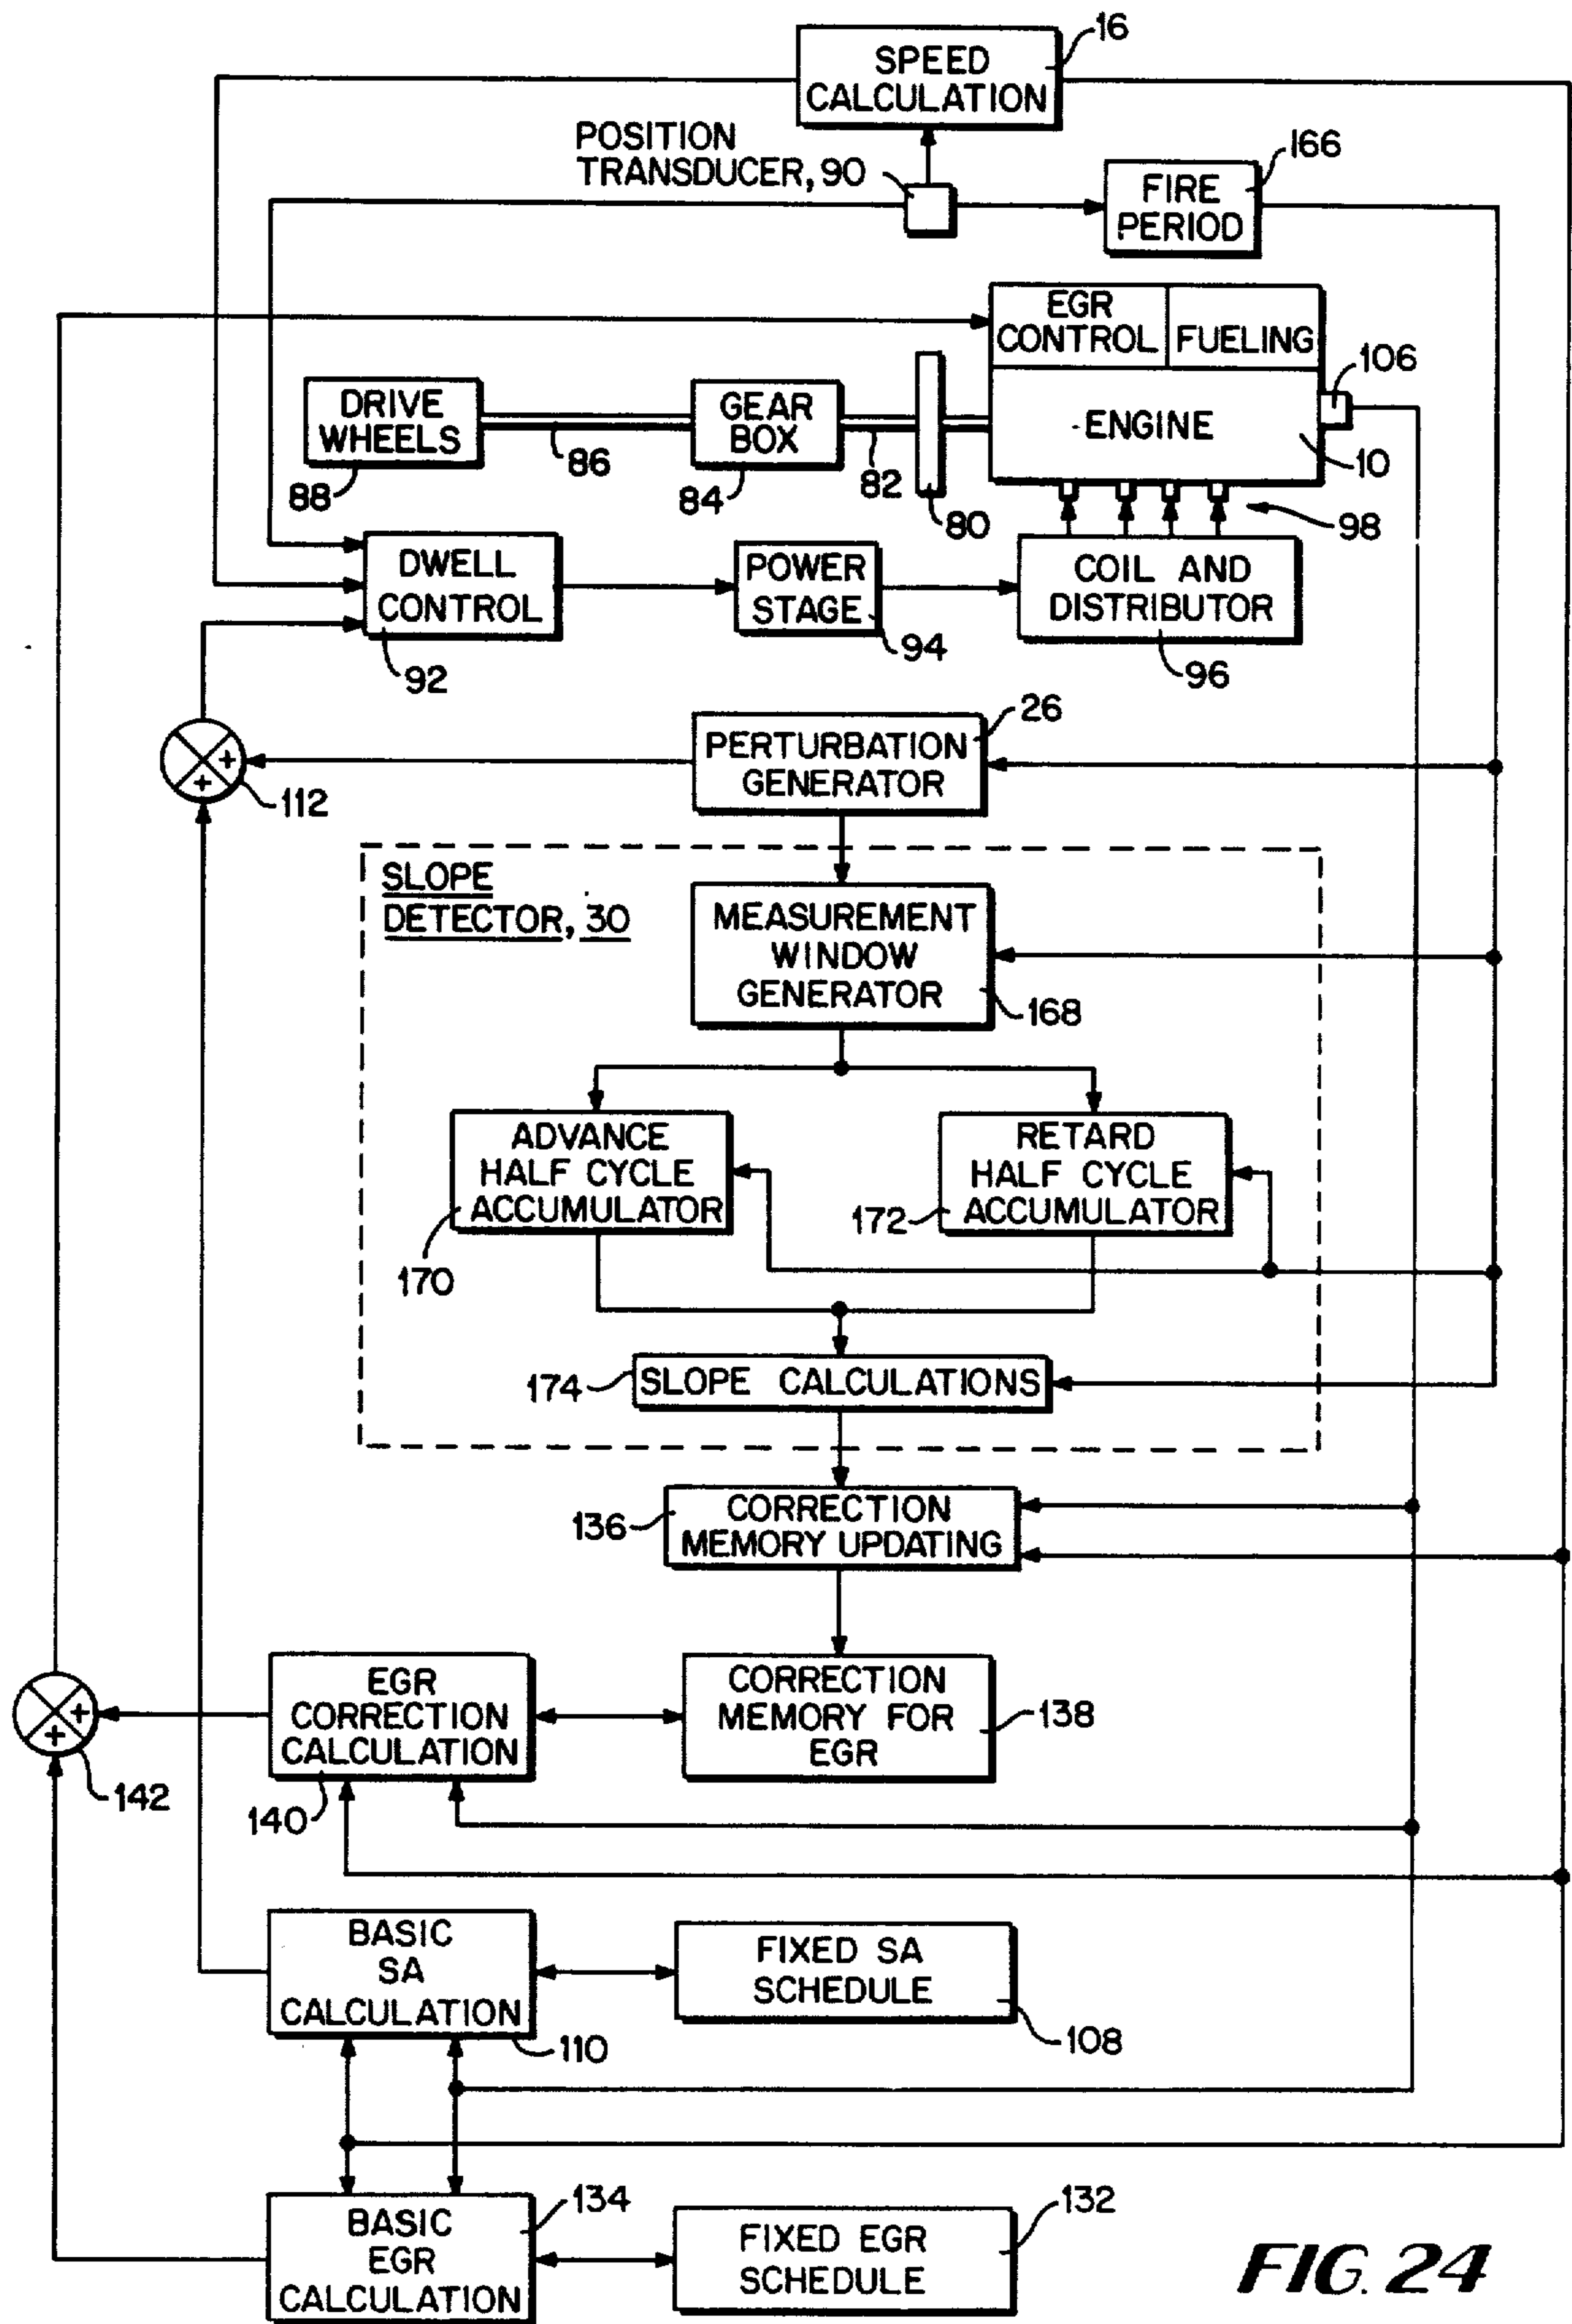 16
SPEED
CALCULATION
POSITION
TRANSDUCER, 90
166
FIRE
PERIOD
EGR
CONTROL
FUELING
106
DRIVE
WHEELS
GEAR
BOX
-ENGINE
86
82
10
88
84
80
98
DWELL
CONTROL
POWER
STAGE
COIL AND
DISTRIBUTOR
92
94
96
26
PERTURBATION
GENERATOR
+
+
112
SLOPE
DETECTOR, 30
MEASUREMENT
WINDOW
GENERATOR
168
ADVANCE
HALF CYCLE
ACCUMULATOR
RETARD
HALF CYCLE
ACCUMULATOR
172
170
174
SLOPE CALCULATIONS
136
CORRECTION
MEMORY UPDATING
EGR
CORRECTION
CALCULATION
CORRECTION
MEMORY FOR
EGR
138
+
+
142
140
BASIC
SA
CALCULATION
FIXED SA
SCHEDULE
110
108
134
BASIC
EGR
CALCULATION
132
FIXED EGR
SCHEDULE
FIG. 24